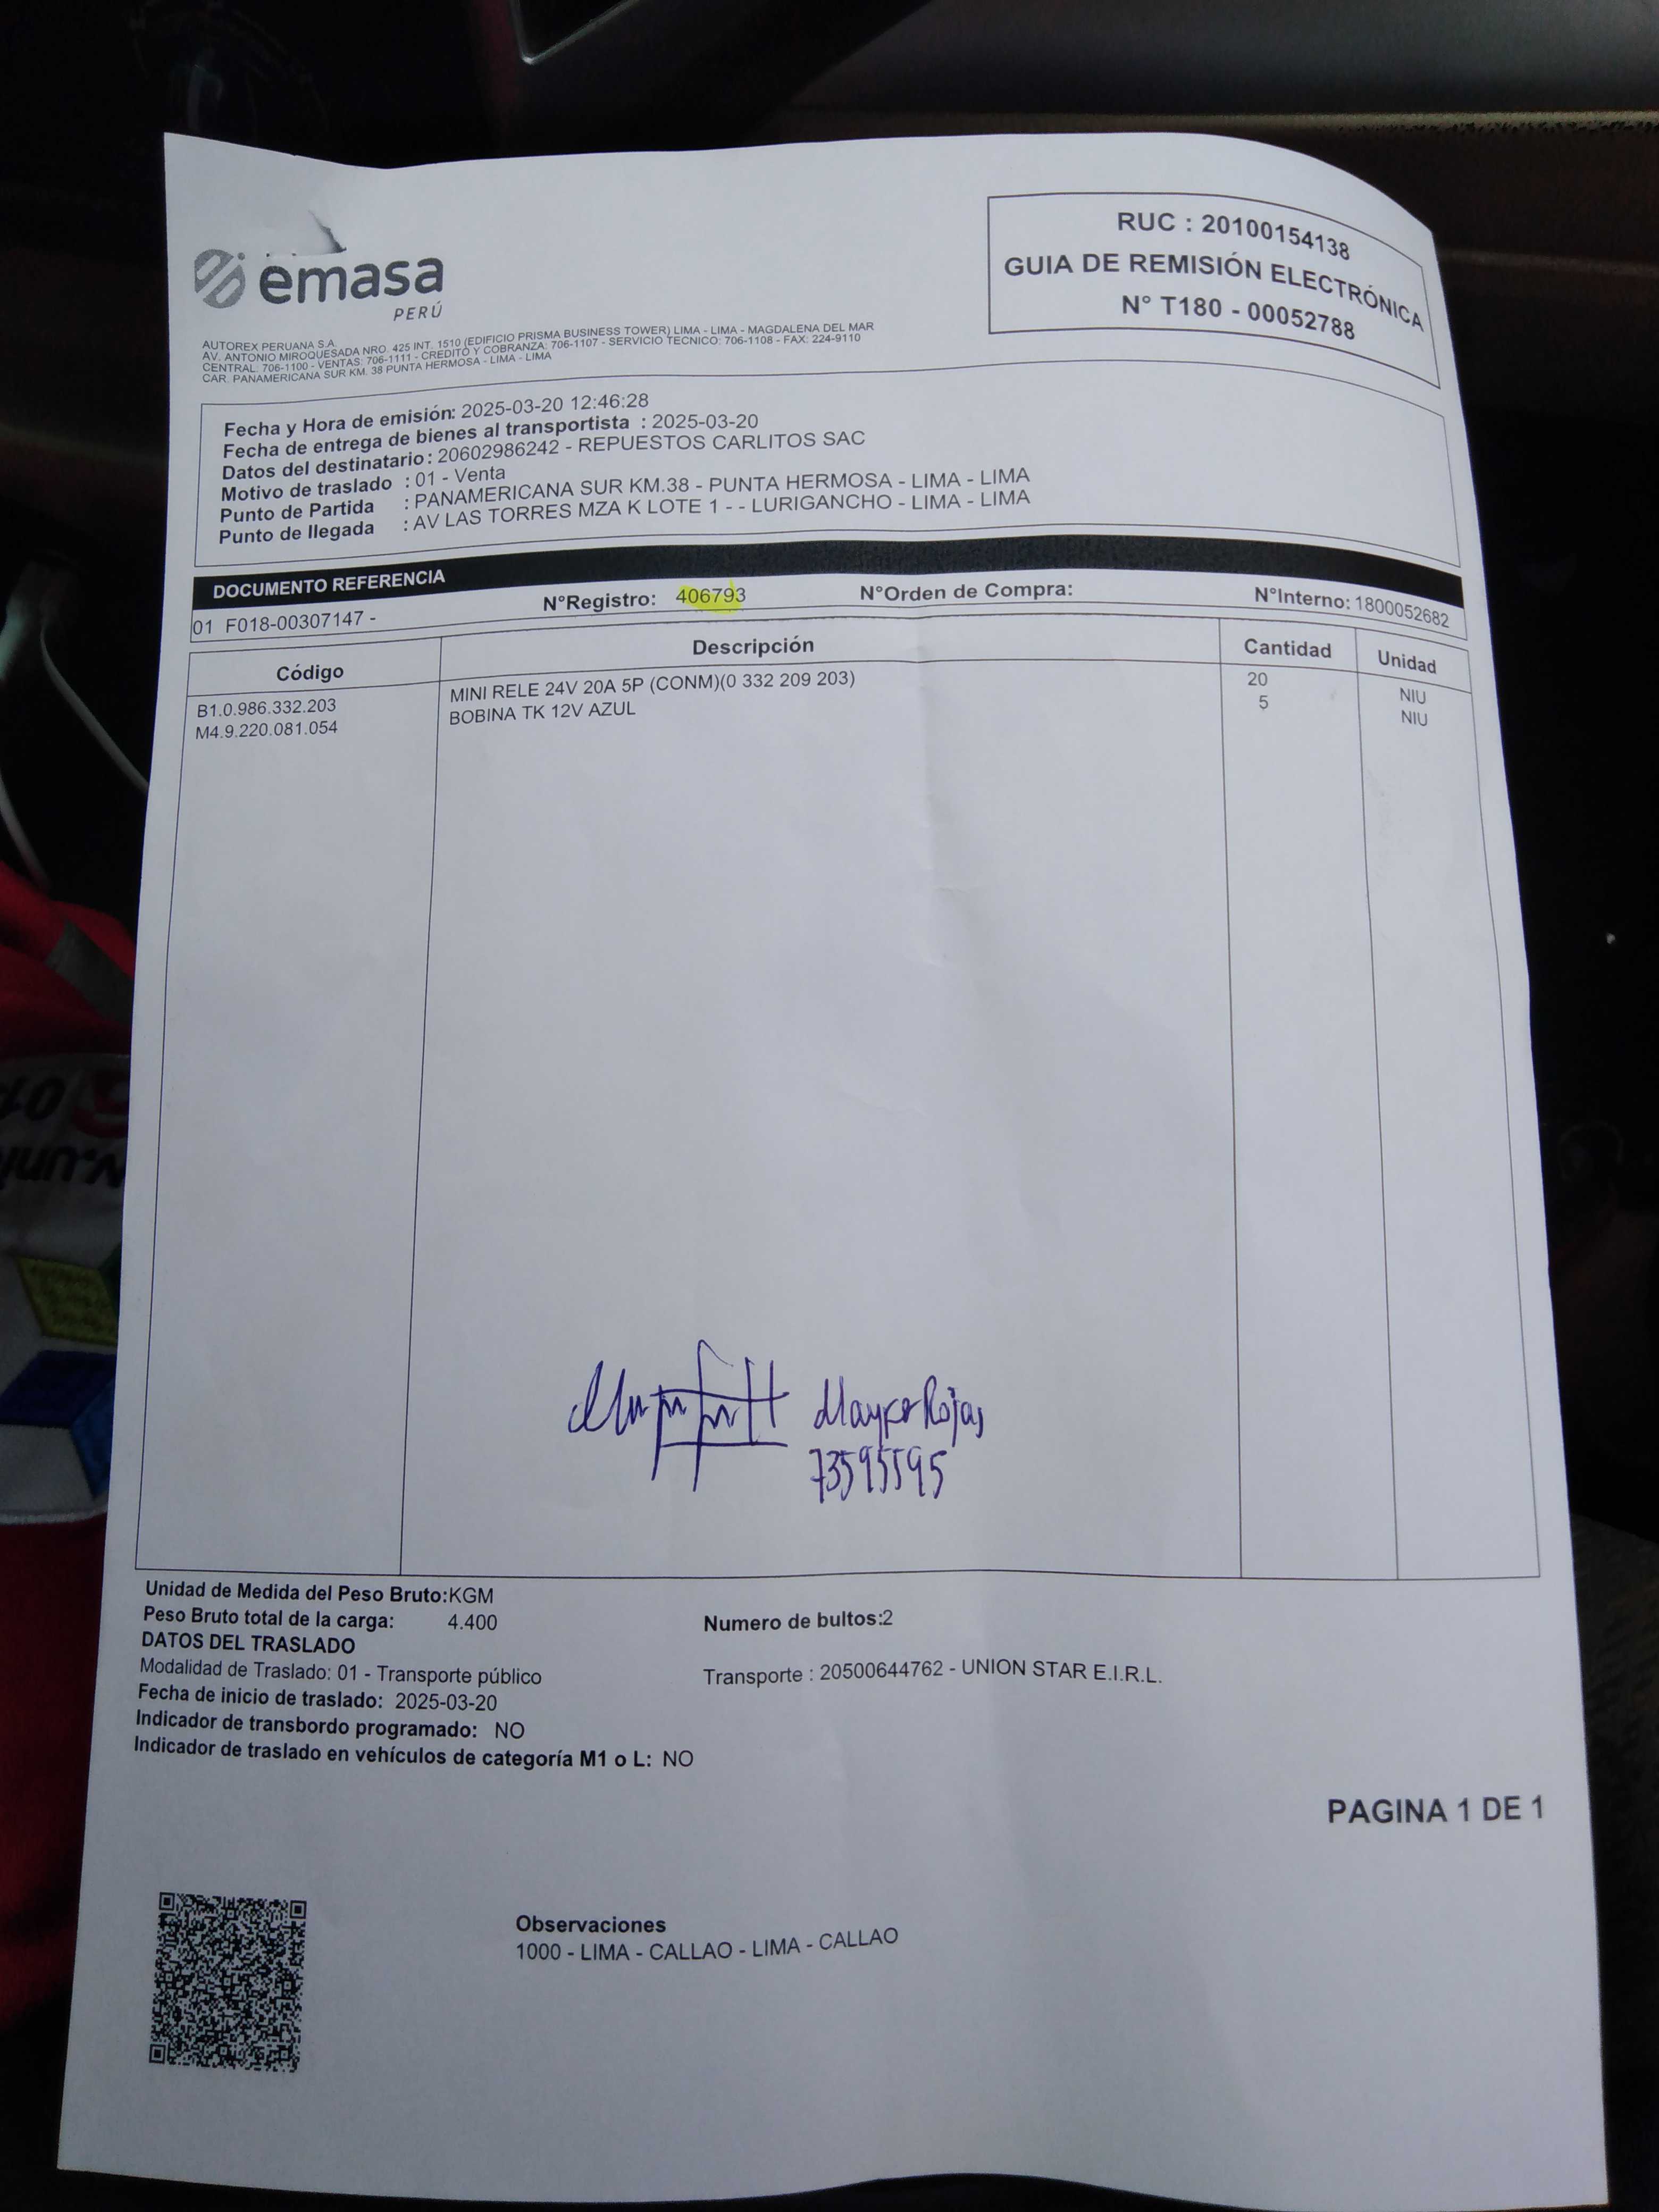 emasa
PERÚ
RUC : 20100154138
GUIA DE REMISIÓN ELECTRÓNICA
N° T180 - 00052788
AUTOREX PERUANA S.A.
AV. ANTONIO MIROQUESADA NRO. 425 INT. 1510 (EDIFICIO PRISMA BUSINESS TOWER) LIMA - LIMA - MAGDALENA DEL MAR
CENTRAL: 706-1100 - VENTAS: 706-1111 - CREDITO Y COBRANZA: 706-1107 - SERVICIO TECNICO: 706-1108 - FAX: 224-9110
CAR. PANAMERICANA SUR KM. 38 PUNTA HERMOSA - LIMA - LIMA
Fecha y Hora de emisión: 2025-03-20 12:46:28
Fecha de entrega de bienes al transportista : 2025-03-20
Datos del destinatario : 20602986242 - REPUESTOS CARLITOS SAC
Motivo de traslado : 01 - Venta
Punto de Partida : PANAMERICANA SUR KM.38 - PUNTA HERMOSA - LIMA - LIMA
Punto de llegada : AV LAS TORRES MZA K LOTE 1 - - LURIGANCHO - LIMA - LIMA
DOCUMENTO REFERENCIA
01 F018-00307147 - N°Registro: 406793 N°Orden de Compra: N°Interno: 1800052682
Código Descripción Cantidad Unidad
B1.0.986.332.203 MINI RELE 24V 20A 5P (CONM)(0 332 209 203) 20 NIU
M4.9.220.081.054 BOBINA TK 12V AZUL 5 NIU
Rojas
73595595
Unidad de Medida del Peso Bruto:KGM
Peso Bruto total de la carga: 4.400 Numero de bultos:2
DATOS DEL TRASLADO
Modalidad de Traslado: 01 - Transporte público Transporte : 20500644762 - UNION STAR E.I.R.L.
Fecha de inicio de traslado: 2025-03-20
Indicador de transbordo programado: NO
Indicador de traslado en vehículos de categoría M1 o L: NO
PAGINA 1 DE 1
Observaciones
1000 - LIMA - CALLAO - LIMA - CALLAO